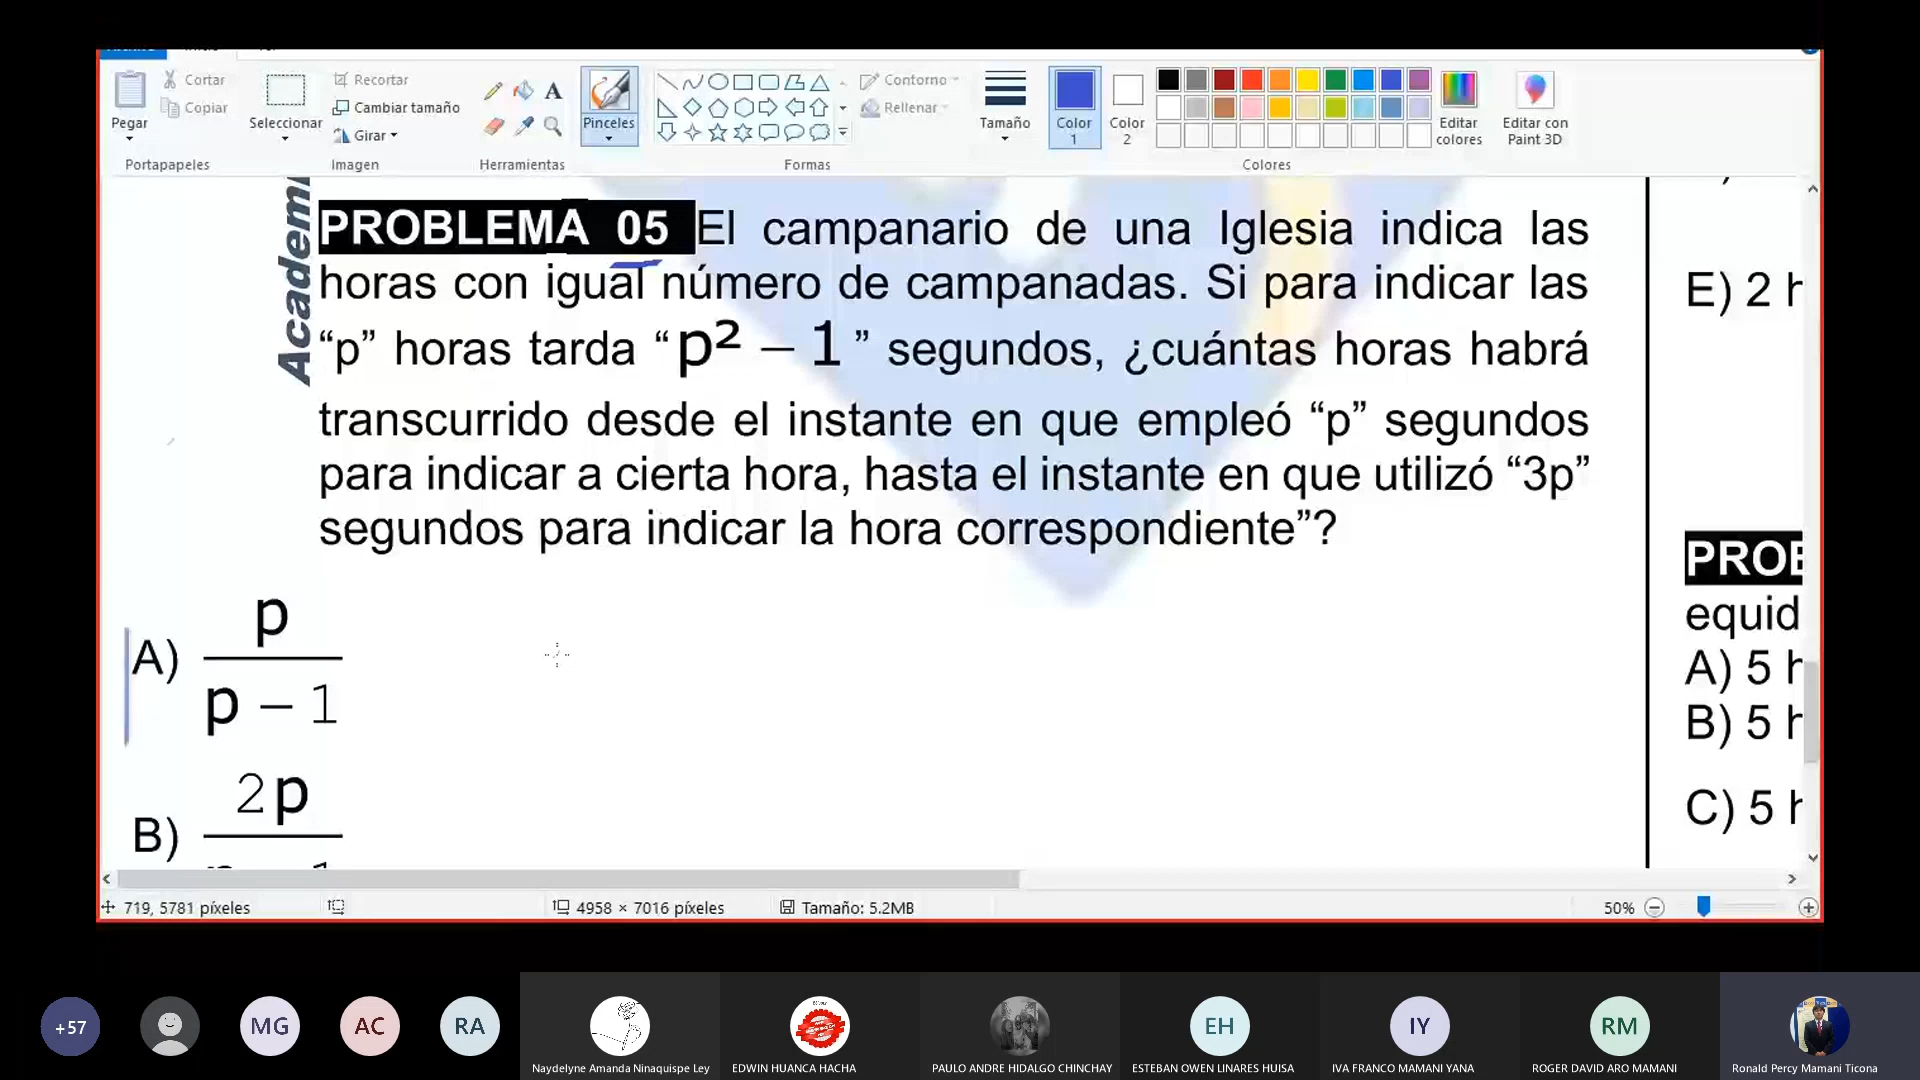 Cortar
Recortar
Contorno
Copiar
Cambiar tamaño
Rellenar
Pegar
Seleccionar
Girar
Pinceles
Tamaño
Color 1
Color 2
Editar colores
Editar con Paint 3D
Portapapeles
Imagen
Herramientas
Formas
Colores
Academi
PROBLEMA 05 El campanario de una Iglesia indica las
horas con igual número de campanadas. Si para indicar las
“p” horas tarda “p² – 1” segundos, ¿cuántas horas habrá
transcurrido desde el instante en que empleó “p” segundos
para indicar a cierta hora, hasta el instante en que utilizó “3p”
segundos para indicar la hora correspondiente”?
A) p
p – 1
B) 2p
E) 2 h
PROB
equid
A) 5 h
B) 5 h
C) 5 h
719, 5781 píxeles
4958 × 7016 píxeles
Tamaño: 5.2MB
50%
+57
MG
AC
RA
EH
IY
RM
Naydelyne Amanda Ninaquispe Ley
EDWIN HUANCA HACHA
PAULO ANDRE HIDALGO CHINCHAY
ESTEBAN OWEN LINARES HUISA
IVA FRANCO MAMANI YANA
ROGER DAVID ARO MAMANI
Ronald Percy Mamani Ticona